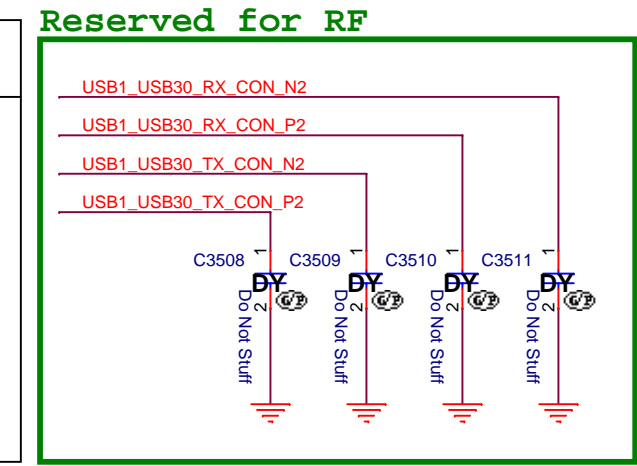 Reserved for RF
USB1_USB30_RX_CON_N2
USB1_USB30_RX_CON_P2
USB1_USB30_TX_CON_N2
USB1_USB30_TX_CON_P2
C3508 1 DY G/P 2 Do Not Stuff
C3509 1 DY G/P 2 Do Not Stuff
C3510 1 DY G/P 2 Do Not Stuff
C3511 1 DY G/P 2 Do Not Stuff